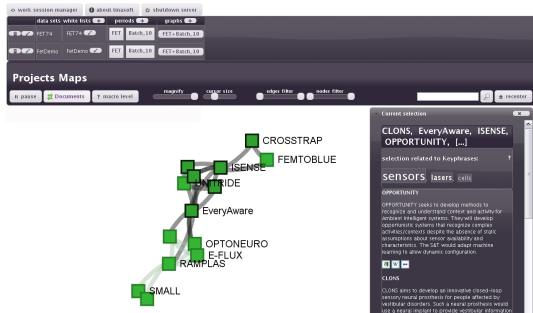 work session manager
about tinasoft
shutdown server
data sets white lists periods graphs
FET74 FET74 FET Batch_10 FET+Batch_10
FetDemo FetDemo FET Batch_10 FET+Batch_10
Projects Maps
magnify cursor size edges filter nodes filter
pause Documents macro level recenter
CROSSTRAP
FEMTOBLUE
ISENSE
UNITRIDE
EveryAware
OPTONEURO
E-FLUX
RAMPLAS
SMALL
Current selection
CLONS, EveryAware, ISENSE,
OPPORTUNITY, [...]
selection related to Keyphrases: ?
sensors, lasers, cells
OPPORTUNITY
OPPORTUNITY seeks to develop methods to
recognize and understand context and activity for
Ambient Intelligent systems. They will develop
opportunistic systems that recognize complex
activities/contexts despite the absence of static
assumptions about sensor availability and
characteristics. The S&T would adapt machine
learning to allow dynamic configuration.
W
CLONS
CLONS aims to develop an innovative closed-loop
sensory neural prosthesis for people affected by
vestibular disorders. Such a neural prosthesis would
use a neural implant to provide vestibular information